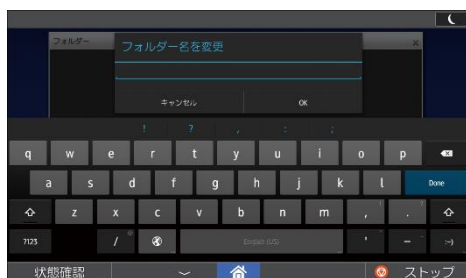 フォルダー
フォルダー名を変更
キャンセル
OK
! ? , : ;
q w e r t y u i o p
a s d f g h j k l Done
z x c v b n m , ! . ?
?123 / @ English (US) ' " - _ :-)
状態確認
ストップ